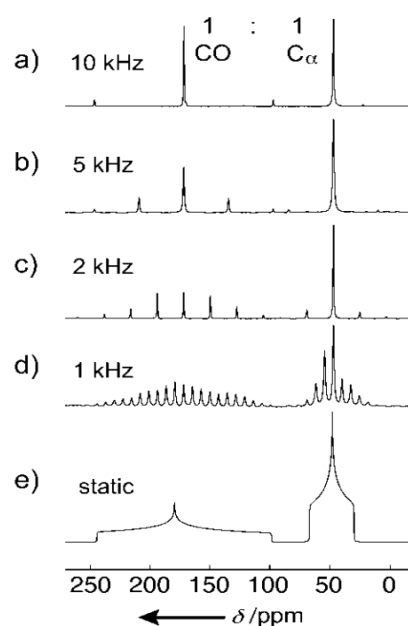 1 : 1
CO Cα
a) 10 kHz
b) 5 kHz
c) 2 kHz
d) 1 kHz
e) static
250 200 150 100 50 0
δ /ppm